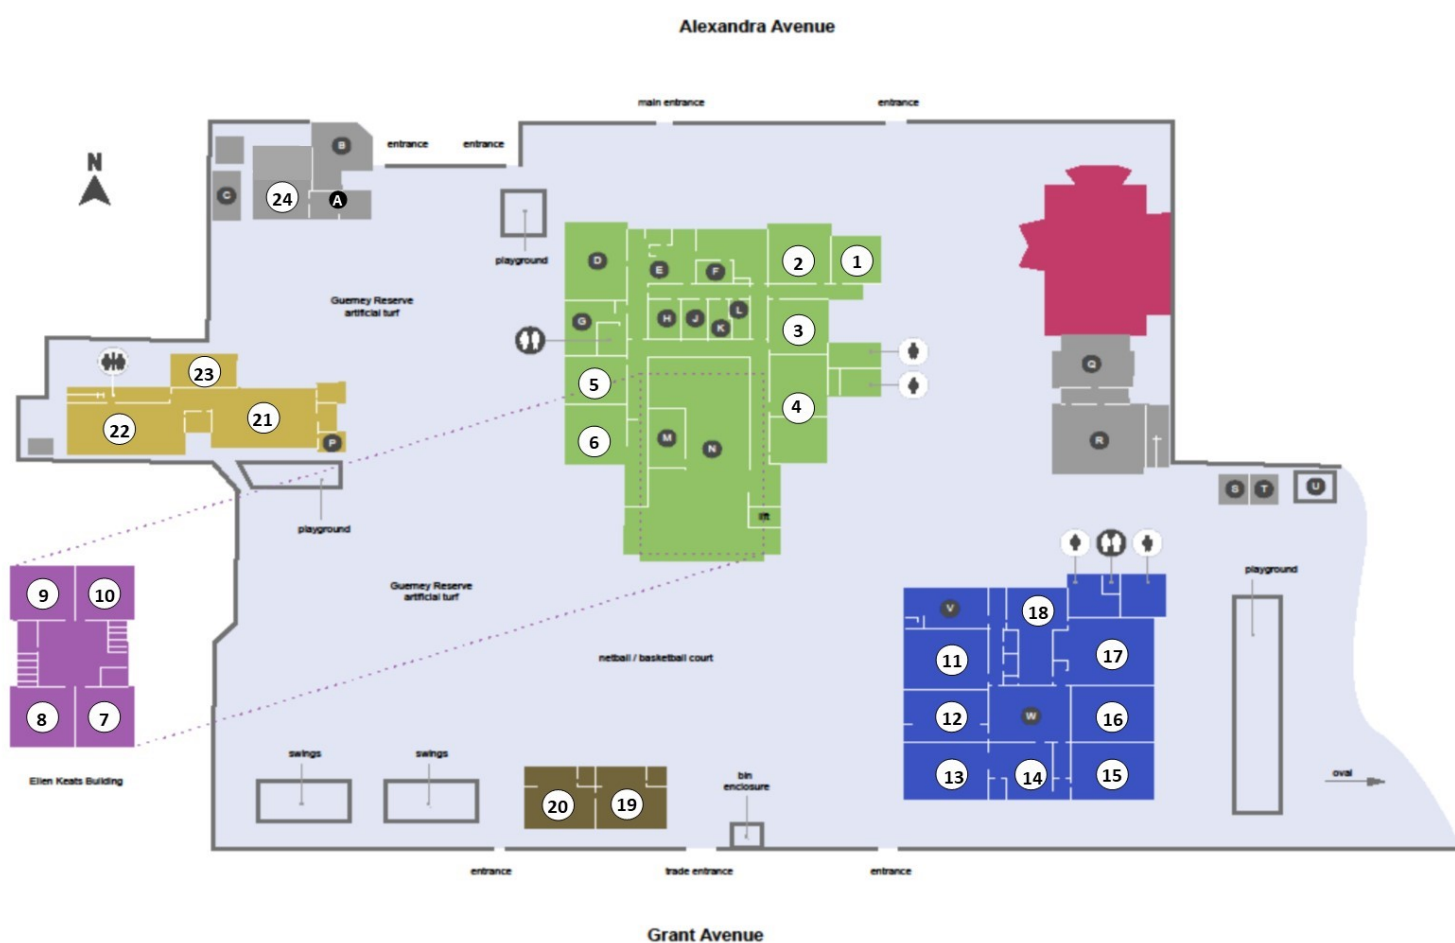 Alexandra Avenue
main entrance
entrance
B
entrance
entrance
N
C
24
A
playground
D
E
F
2
1
Guerney Reserve
artificial turf
G
H
J
K
L
3
Q
23
5
4
22
21
P
6
M
N
R
lift
S
T
U
playground
playground
Guerney Reserve
artificial turf
9
10
V
18
netball / basketball court
11
17
8
7
12
W
16
Ellen Keats Building
swings
swings
13
14
15
oval
bin
enclosure
20
19
entrance
trade entrance
entrance
Grant Avenue